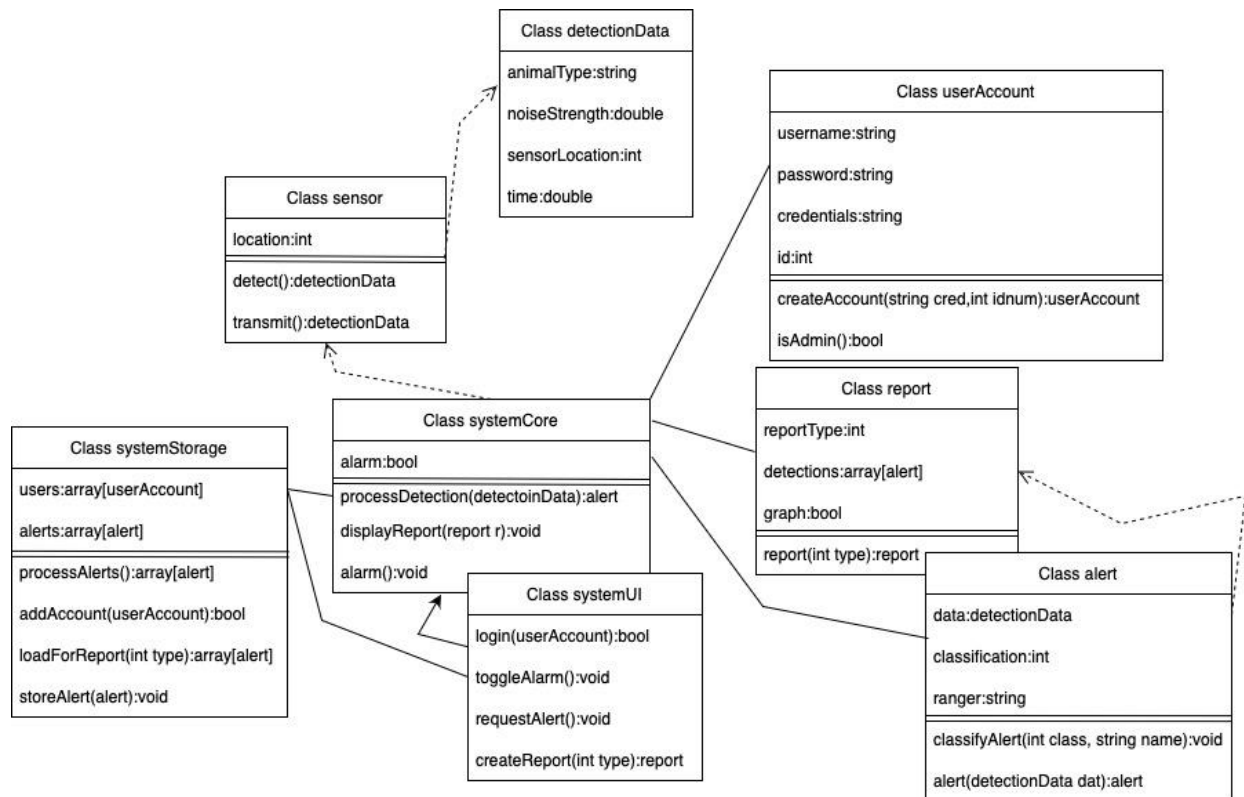 Class detectionData
animalType:string
noiseStrength:double
sensorLocation:int
time:double
Class userAccount
username:string
password:string
credentials:string
id:int
createAccount(string cred,int idnum):userAccount
isAdmin():bool
Class sensor
location:int
detect():detectionData
transmit():detectionData
Class report
reportType:int
detections:array[alert]
graph:bool
report(int type):report
Class systemCore
alarm:bool
processDetection(detectoinData):alert
displayReport(report r):void
alarm():void
Class systemStorage
users:array[userAccount]
alerts:array[alert]
processAlerts():array[alert]
addAccount(userAccount):bool
loadForReport(int type):array[alert]
storeAlert(alert):void
Class systemUI
login(userAccount):bool
toggleAlarm():void
requestAlert():void
createReport(int type):report
Class alert
data:detectionData
classification:int
ranger:string
classifyAlert(int class, string name):void
alert(detectionData dat):alert